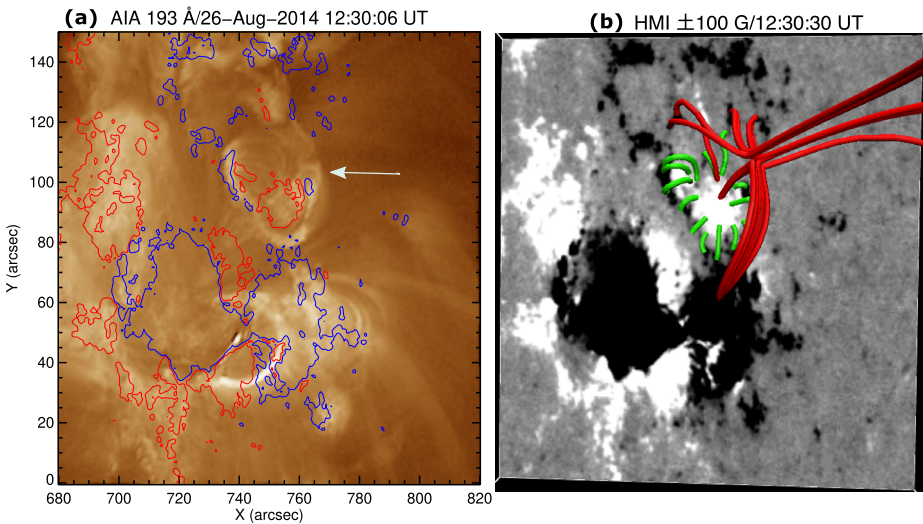 (a) AIA 193 Å/26−Aug−2014 12:30:06 UT
(b) HMI ±100 G/12:30:30 UT
140
120
100
80
60
40
20
0
Y (arcsec)
680 700 720 740 760 780 800 820
X (arcsec)